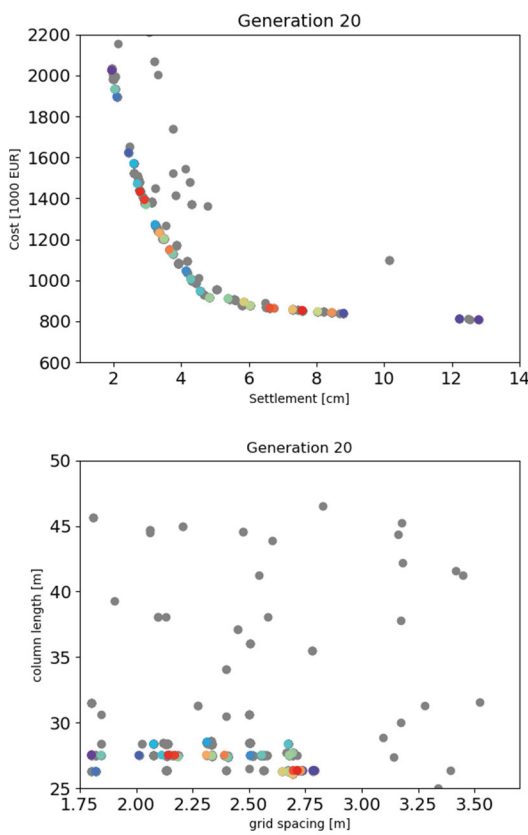 Generation 20
2200
2000
1800
1600
1400
1200
1000
800
600
Cost [1000 EUR]
2 4 6 8 10 12 14
Settlement [cm]
Generation 20
50
45
40
35
30
25
column length [m]
1.75 2.00 2.25 2.50 2.75 3.00 3.25 3.50
grid spacing [m]